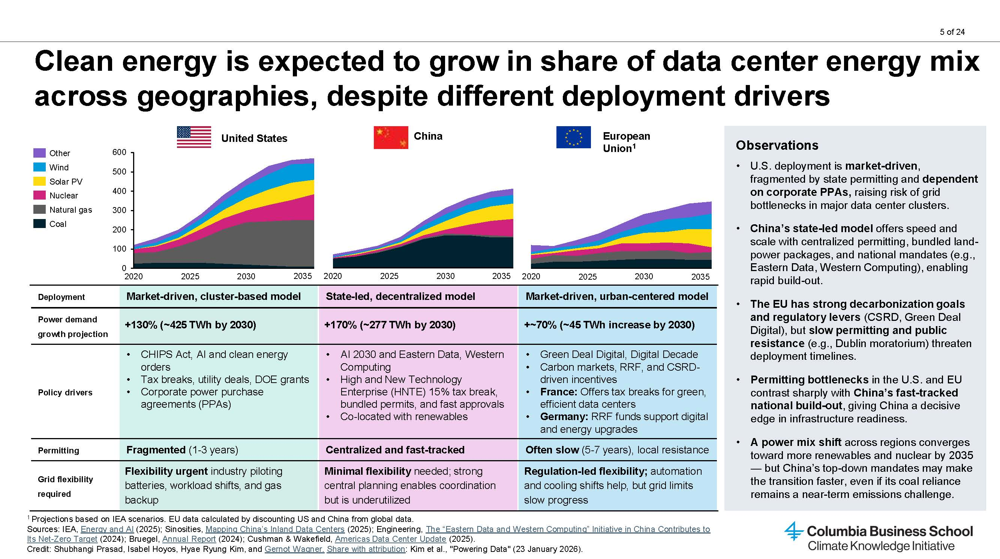 5 of 24
Clean energy is expected to grow in share of data center energy mix
across geographies, despite different deployment drivers
United States
China
European
Union¹
Other
Wind
Solar PV
Nuclear
Natural gas
Coal
600
500
400
300
200
100
0
2020 2025 2030 2035
2020 2025 2030 2035
2020 2025 2030 2035
Deployment
Market-driven, cluster-based model
State-led, decentralized model
Market-driven, urban-centered model
Power demand
growth projection
+130% (~425 TWh by 2030)
+170% (~277 TWh by 2030)
+~70% (~45 TWh increase by 2030)
Policy drivers
• CHIPS Act, AI and clean energy
orders
• Tax breaks, utility deals, DOE grants
• Corporate power purchase
agreements (PPAs)
• AI 2030 and Eastern Data, Western
Computing
• High and New Technology
Enterprise (HNTE) 15% tax break,
bundled permits, and fast approvals
• Co-located with renewables
• Green Deal Digital, Digital Decade
• Carbon markets, RRF, and CSRD-
driven incentives
• France: Offers tax breaks for green,
efficient data centers
• Germany: RRF funds support digital
and energy upgrades
Permitting
Fragmented (1-3 years)
Centralized and fast-tracked
Often slow (5-7 years), local resistance
Grid flexibility
required
Flexibility urgent industry piloting
batteries, workload shifts, and gas
backup
Minimal flexibility needed; strong
central planning enables coordination
but is underutilized
Regulation-led flexibility; automation
and cooling shifts help, but grid limits
slow progress
Observations
• U.S. deployment is market-driven,
fragmented by state permitting and dependent
on corporate PPAs, raising risk of grid
bottlenecks in major data center clusters.
• China’s state-led model offers speed and
scale with centralized permitting, bundled land-
power packages, and national mandates (e.g.,
Eastern Data, Western Computing), enabling
rapid build-out.
• The EU has strong decarbonization goals
and regulatory levers (CSRD, Green Deal
Digital), but slow permitting and public
resistance (e.g., Dublin moratorium) threaten
deployment timelines.
• Permitting bottlenecks in the U.S. and EU
contrast sharply with China’s fast-tracked
national build-out, giving China a decisive
edge in infrastructure readiness.
• A power mix shift across regions converges
toward more renewables and nuclear by 2035
— but China’s top-down mandates may make
the transition faster, even if its coal reliance
remains a near-term emissions challenge.
¹ Projections based on IEA scenarios. EU data calculated by discounting US and China from global data.
Sources: IEA, Energy and AI (2025); Sinosities, Mapping China’s Inland Data Centers (2025); Engineering, The “Eastern Data and Western Computing” Initiative in China Contributes to
Its Net-Zero Target (2024); Bruegel, Annual Report (2024); Cushman & Wakefield, Americas Data Center Update (2025).
Credit: Shubhangi Prasad, Isabel Hoyos, Hyae Ryung Kim, and Gernot Wagner. Share with attribution: Kim et al., "Powering Data" (23 January 2026).
Columbia Business School
Climate Knowledge Initiative